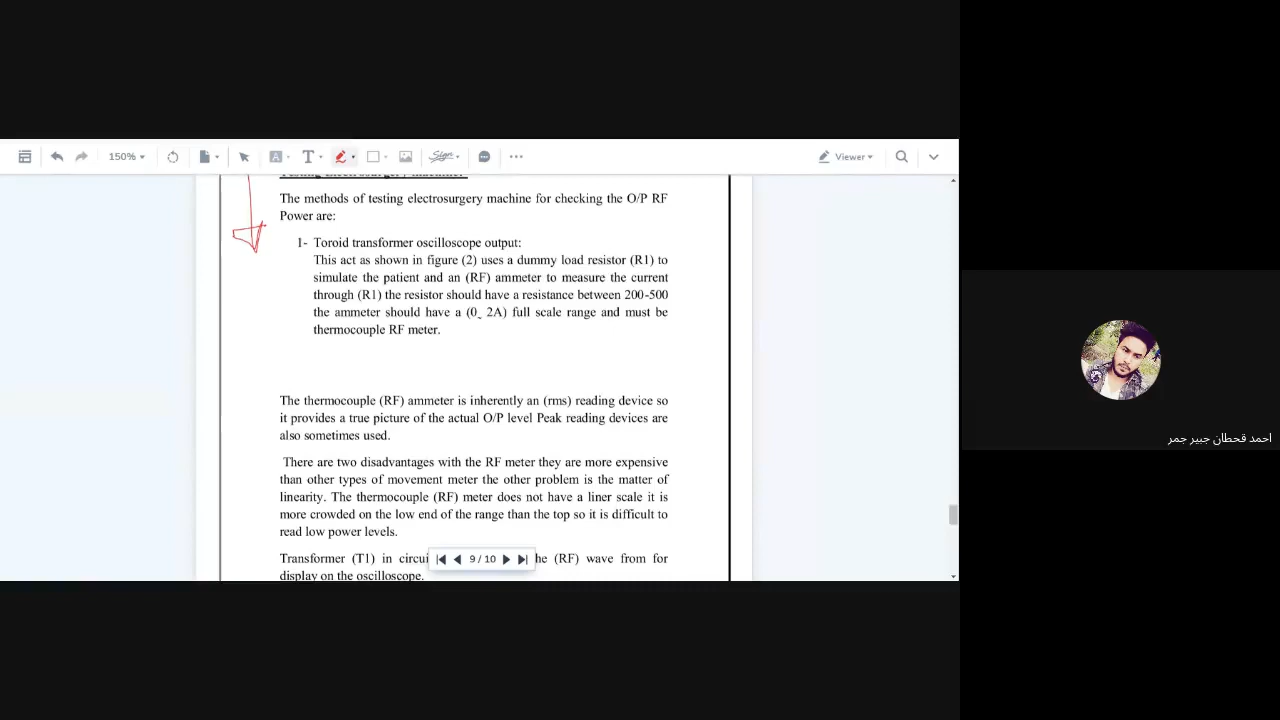 150%
T
Sign
Viewer
Testing Electrosurgery machine:
The methods of testing electrosurgery machine for checking the O/P RF
Power are:
1- Toroid transformer oscilloscope output:
This act as shown in figure (2) uses a dummy load resistor (R1) to
simulate the patient and an (RF) ammeter to measure the current
through (R1) the resistor should have a resistance between 200-500
the ammeter should have a (0~ 2A) full scale range and must be
thermocouple RF meter.
The thermocouple (RF) ammeter is inherently an (rms) reading device so
it provides a true picture of the actual O/P level Peak reading devices are
also sometimes used.
There are two disadvantages with the RF meter they are more expensive
than other types of movement meter the other problem is the matter of
linearity. The thermocouple (RF) meter does not have a liner scale it is
more crowded on the low end of the range than the top so it is difficult to
read low power levels.
Transformer (T1) in circui he (RF) wave from for
display on the oscilloscope.
9 / 10
احمد قحطان جبير جمر